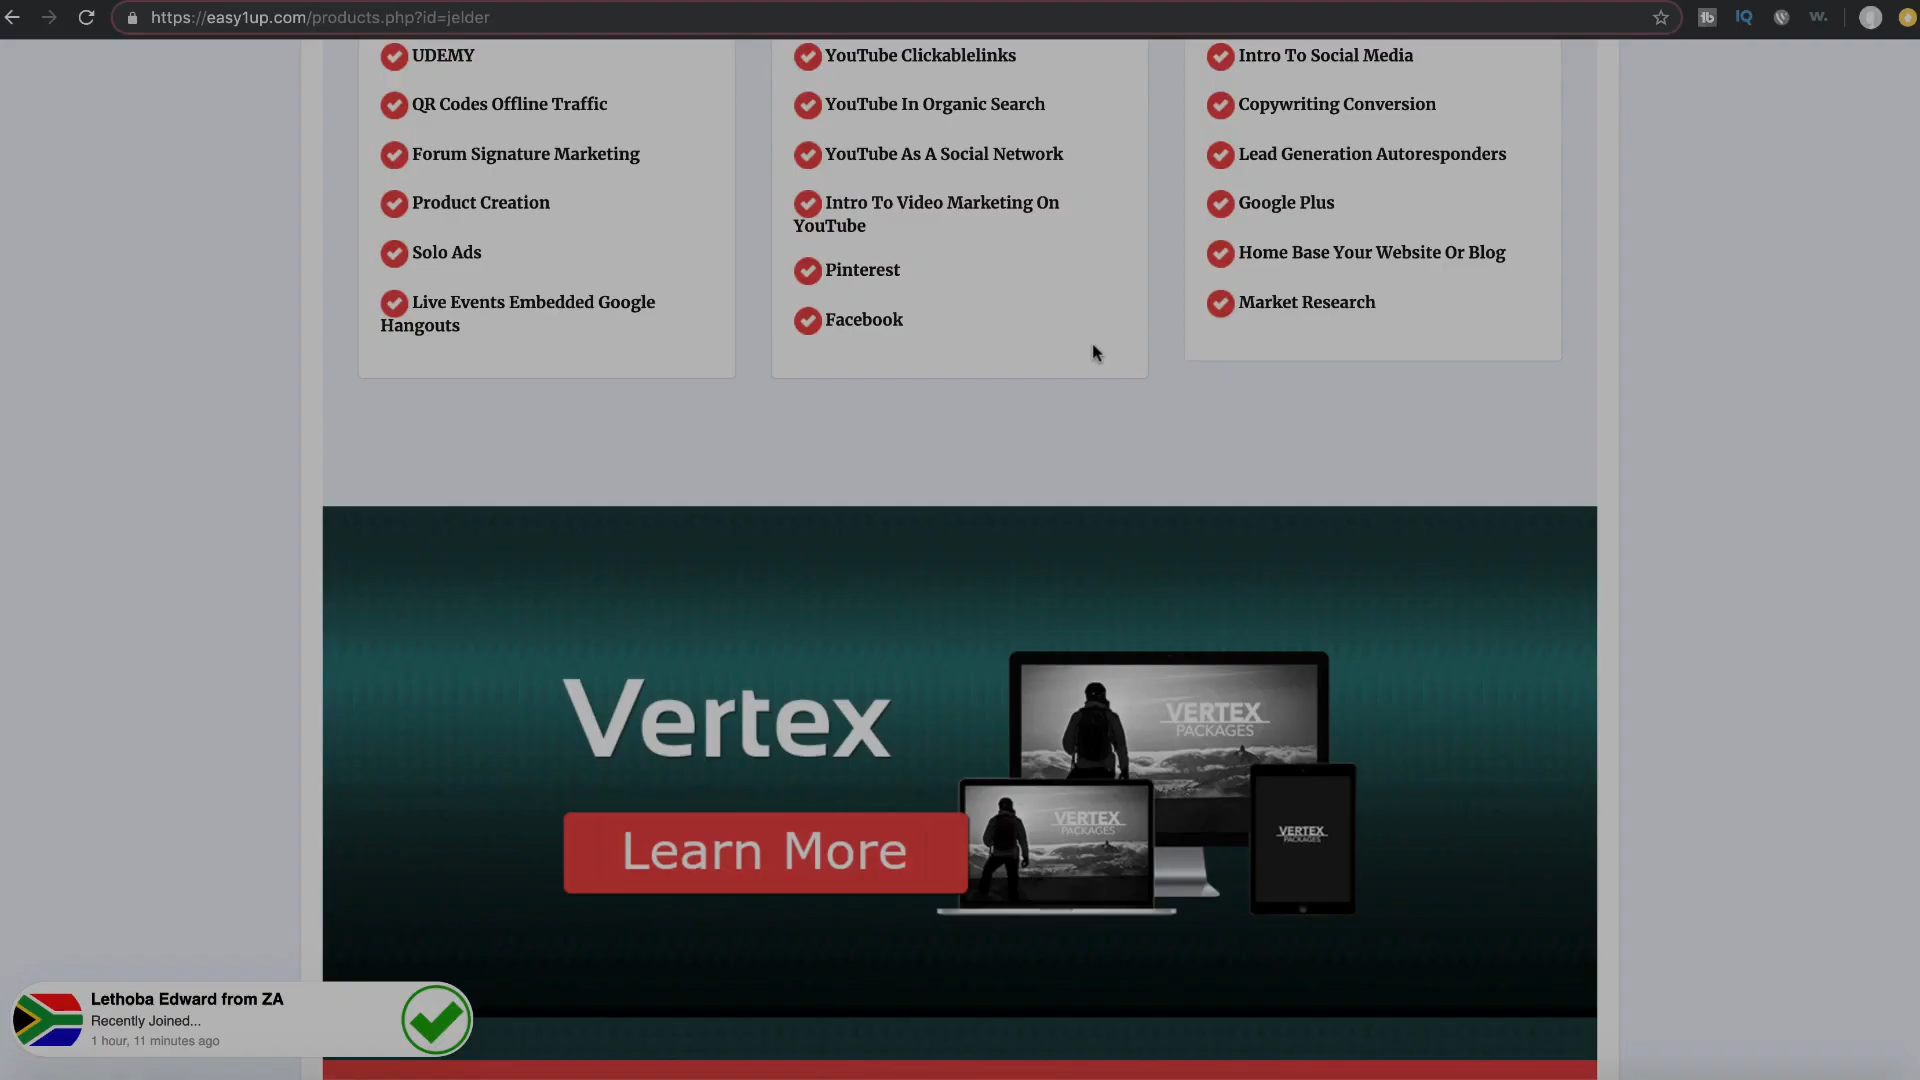 https://easy1up.com/products.php?id=jelder
UDEMY
QR Codes Offline Traffic
Forum Signature Marketing
Product Creation
Solo Ads
Live Events Embedded Google
Hangouts
YouTube Clickablelinks
YouTube In Organic Search
YouTube As A Social Network
Intro To Video Marketing On
YouTube
Pinterest
Facebook
Intro To Social Media
Copywriting Conversion
Lead Generation Autoresponders
Google Plus
Home Base Your Website Or Blog
Market Research
Vertex
Learn More
VERTEX
PACKAGES
VERTEX
PACKAGES
VERTEX
PACKAGES
Lethoba Edward from ZA
Recently Joined...
1 hour, 11 minutes ago
tb
IQ
w.